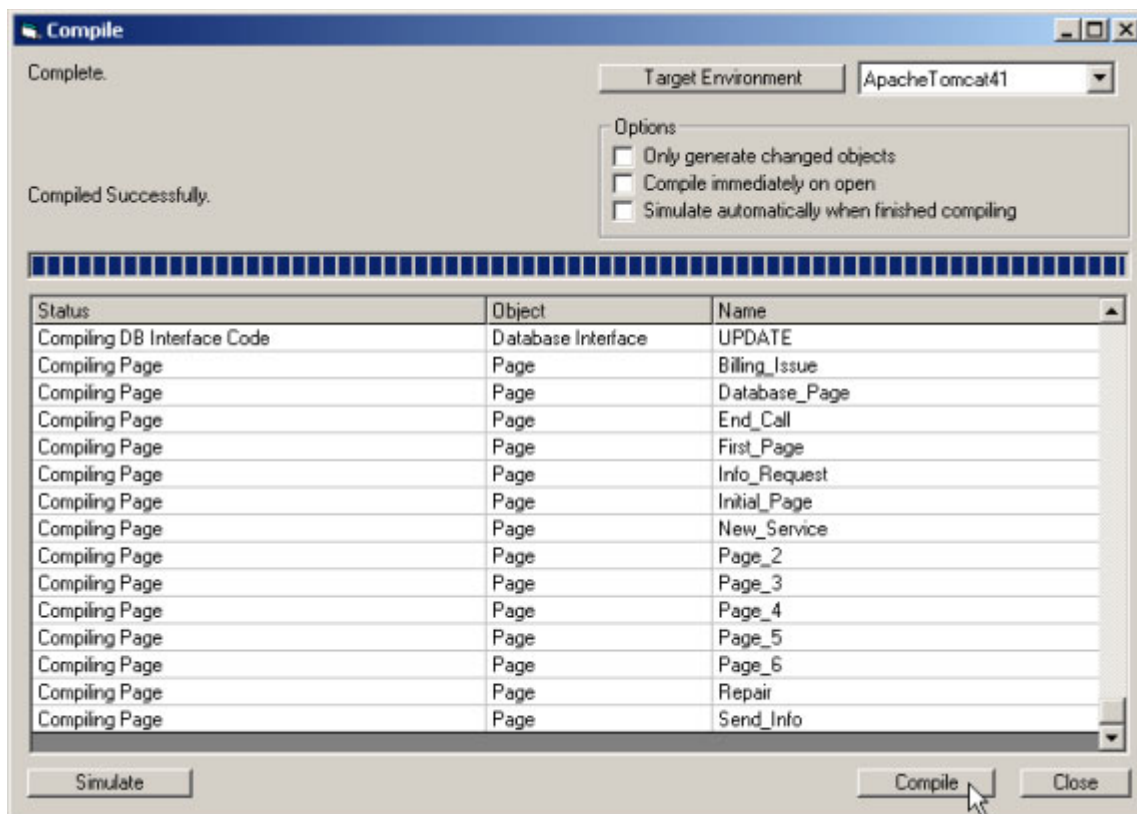 Compile
Complete.
Target Environment ApacheTomcat41
Options
Only generate changed objects
Compile immediately on open
Compiled Successfully.
Simulate automatically when finished compiling
Status Object Name
Compiling DB Interface Code Database Interface UPDATE
Compiling Page Page Billing_Issue
Compiling Page Page Database_Page
Compiling Page Page End_Call
Compiling Page Page First_Page
Compiling Page Page Info_Request
Compiling Page Page Initial_Page
Compiling Page Page New_Service
Compiling Page Page Page_2
Compiling Page Page Page_3
Compiling Page Page Page_4
Compiling Page Page Page_5
Compiling Page Page Page_6
Compiling Page Page Repair
Compiling Page Page Send_Info
Simulate Compile Close